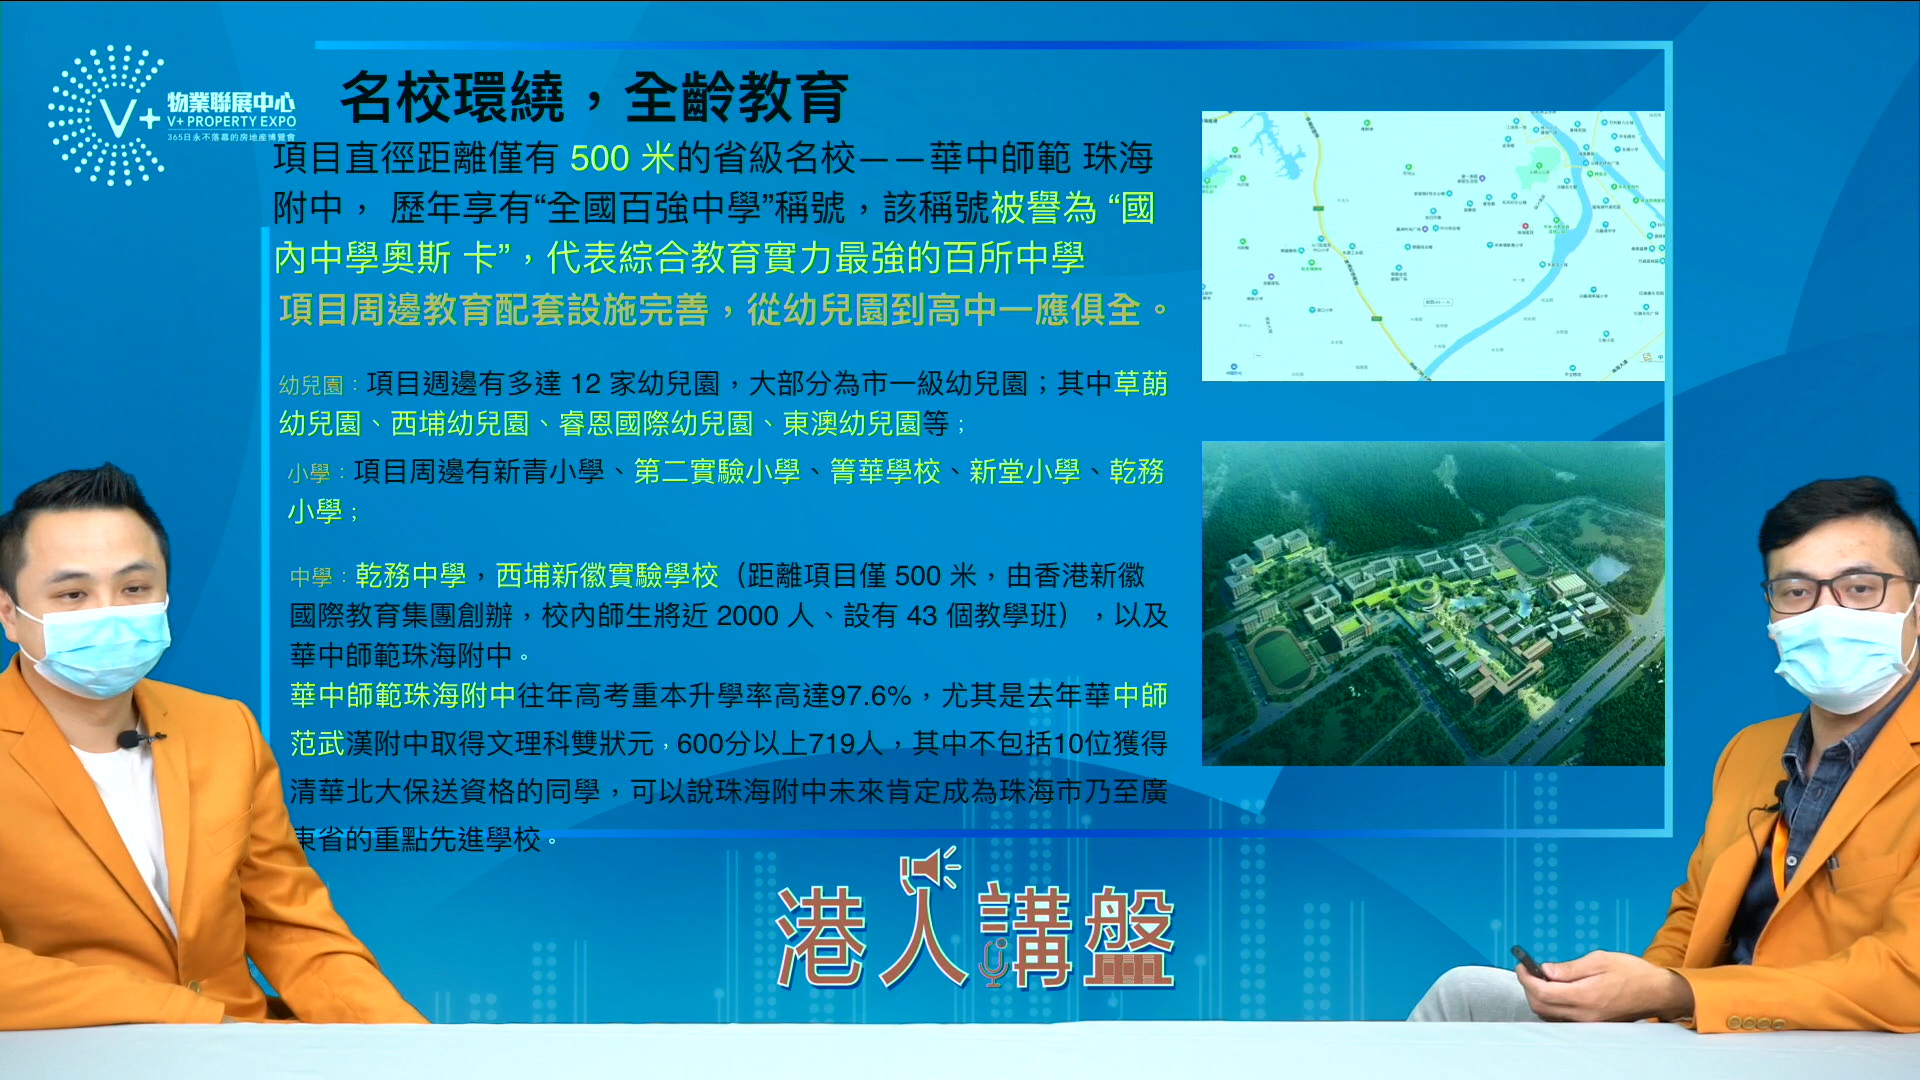 物業聯展中心
V+ PROPERTY EXPO
365日永不落幕的房地產博覽會
名校環繞，全齡教育
項目直徑距離僅有 500 米的省級名校——華中師範 珠海
附中， 歷年享有“全國百強中學”稱號，該稱號被譽為 “國
內中學奧斯 卡”，代表綜合教育實力最強的百所中學
項目周邊教育配套設施完善，從幼兒園到高中一應俱全。
幼兒園：項目週邊有多達 12 家幼兒園，大部分為市一級幼兒園；其中草蓢
幼兒園、西埔幼兒園、睿恩國際幼兒園、東澳幼兒園等；
小學：項目周邊有新青小學、第二實驗小學、箐華學校、新堂小學、乾務
小學；
中學：乾務中學，西埔新徽實驗學校（距離項目僅 500 米，由香港新徽
國際教育集團創辦，校內師生將近 2000 人、設有 43 個教學班），以及
華中師範珠海附中。
華中師範珠海附中往年高考重本升學率高達97.6%，尤其是去年華中師
范武漢附中取得文理科雙狀元，600分以上719人，其中不包括10位獲得
清華北大保送資格的同學，可以說珠海附中未來肯定成為珠海市乃至廣
東省的重點先進學校。
港人講盤